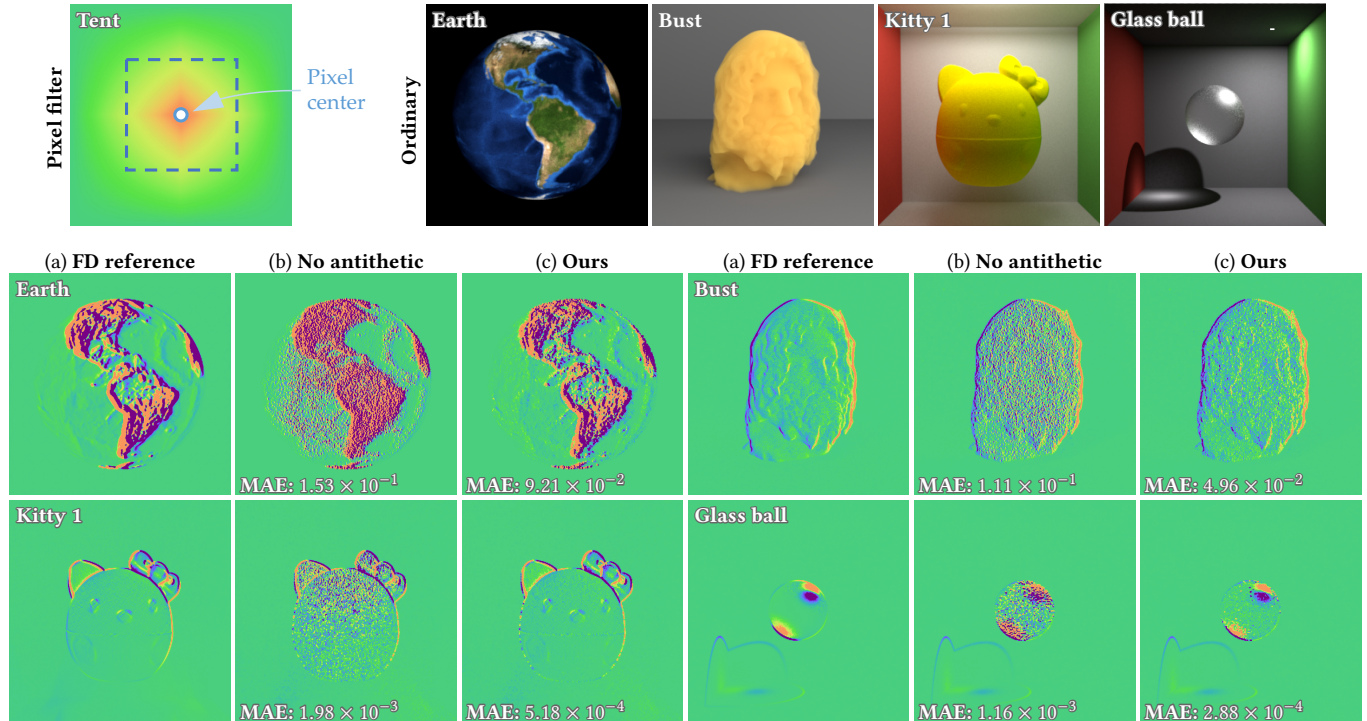 Pixel filter
Tent
Pixel
center
Ordinary
Earth
Bust
Kitty 1
Glass ball
(a) FD reference
(b) No antithetic
(c) Ours
(a) FD reference
(b) No antithetic
(c) Ours
Earth
MAE: 1.53 × 10⁻¹
MAE: 9.21 × 10⁻²
Bust
MAE: 1.11 × 10⁻¹
MAE: 4.96 × 10⁻²
Kitty 1
MAE: 1.98 × 10⁻³
MAE: 5.18 × 10⁻⁴
Glass ball
MAE: 1.16 × 10⁻³
MAE: 2.88 × 10⁻⁴